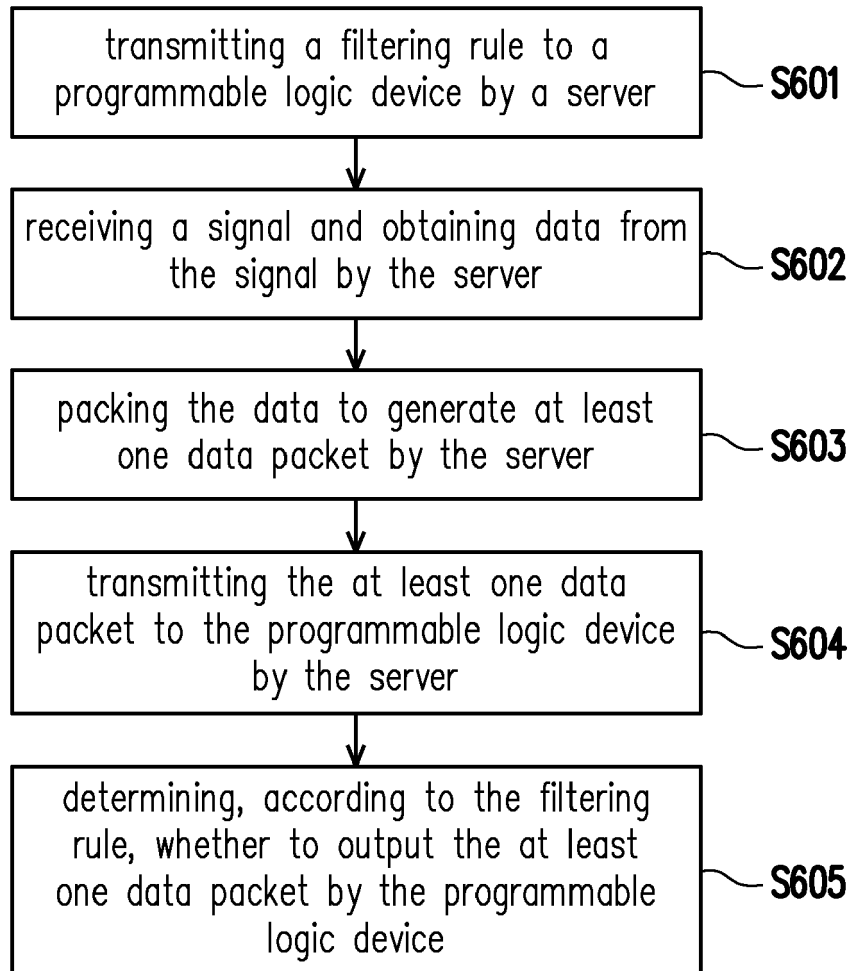 transmitting a filtering rule to a
programmable logic device by a server
S601
receiving a signal and obtaining data from
the signal by the server
S602
packing the data to generate at least
one data packet by the server
S603
transmitting the at least one data
packet to the programmable logic device
by the server
S604
determining, according to the filtering
rule, whether to output the at least
one data packet by the programmable
logic device
S605